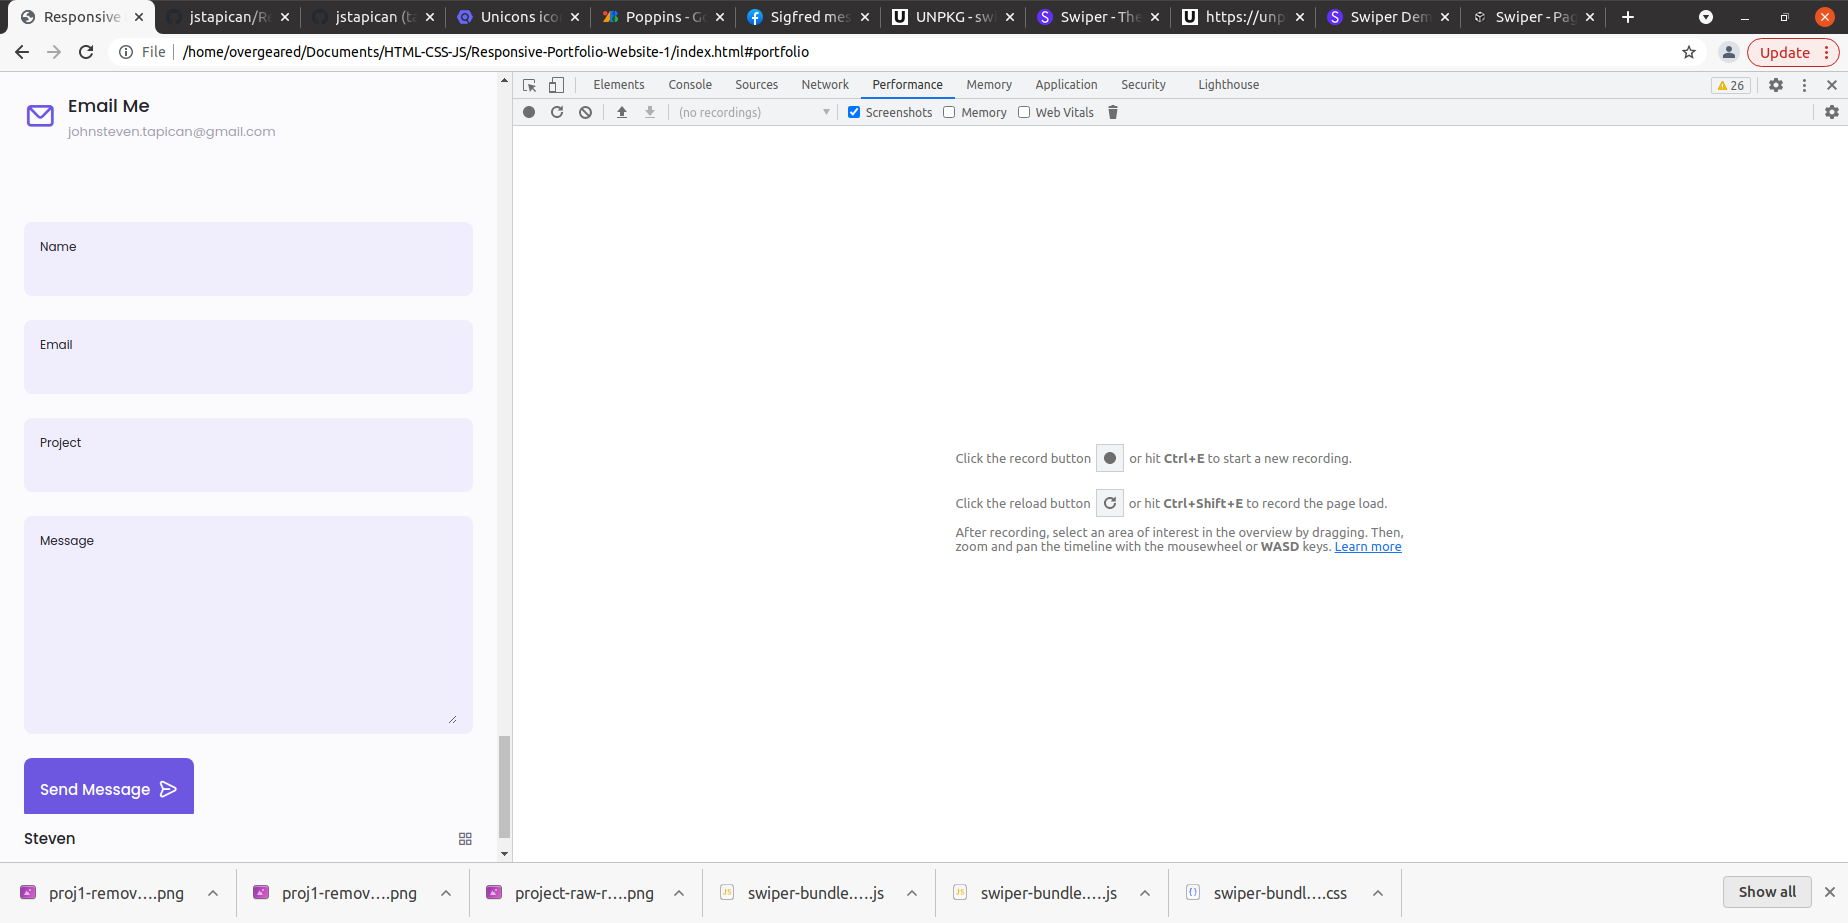 Responsive
jstapican/Re
jstapican (ta
Unicons ico
Poppins - Go
Sigfred mes
UNPKG - swi
Swiper - The
https://unp
Swiper Dem
Swiper - Pag
File
/home/overgeared/Documents/HTML-CSS-JS/Responsive-Portfolio-Website-1/index.html#portfolio
Update
Elements Console Sources Network Performance Memory Application Security Lighthouse
26
(no recordings)
Screenshots
Memory
Web Vitals
Email Me
johnsteven.tapican@gmail.com
Name
Email
Project
Message
Send Message
Steven
Click the record button or hit Ctrl+E to start a new recording.
Click the reload button or hit Ctrl+Shift+E to record the page load.
After recording, select an area of interest in the overview by dragging. Then,
zoom and pan the timeline with the mousewheel or WASD keys. Learn more
proj1-remov....png
proj1-remov....png
project-raw-r....png
swiper-bundle.....js
swiper-bundle.....js
swiper-bundl....css
Show all